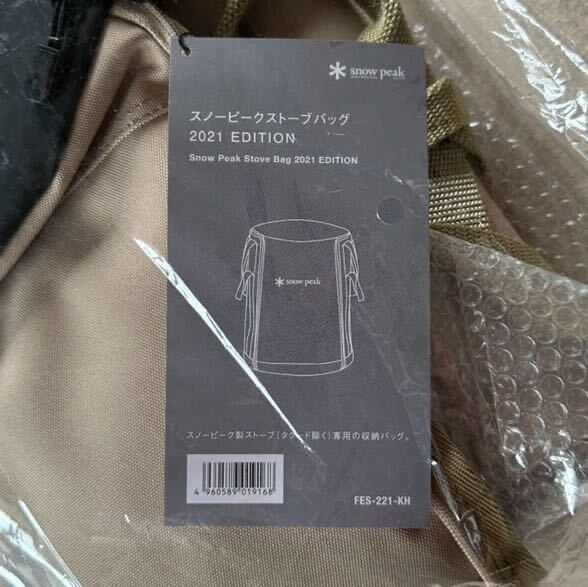 snow peak
スノーピークストーブバッグ
2021 EDITION
Snow Peak Stove Bag 2021 EDITION
snow peak
スノーピーク製ストーブ(タクード除く)専用の収納バッグ。
4 960589 019168
FES-221-KH